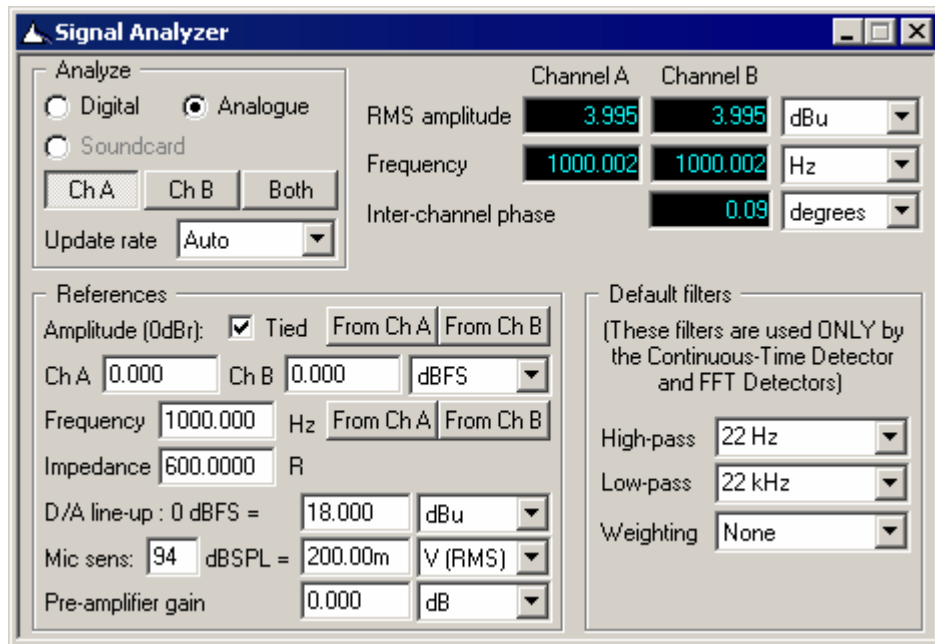 Signal Analyzer
Analyze
Digital Analogue
Soundcard
Ch A Ch B Both
Update rate Auto
Channel A Channel B
RMS amplitude 3.995 3.995 dBu
Frequency 1000.002 1000.002 Hz
Inter-channel phase 0.09 degrees
References
Amplitude (0dBr): Tied From Ch A From Ch B
Ch A 0.000 Ch B 0.000 dBFS
Frequency 1000.000 Hz From Ch A From Ch B
Impedance 600.0000 R
D/A line-up : 0 dBFS = 18.000 dBu
Mic sens: 94 dBSPL = 200.00m V (RMS)
Pre-amplifier gain 0.000 dB
Default filters
(These filters are used ONLY by
the Continuous-Time Detector
and FFT Detectors)
High-pass 22 Hz
Low-pass 22 kHz
Weighting None